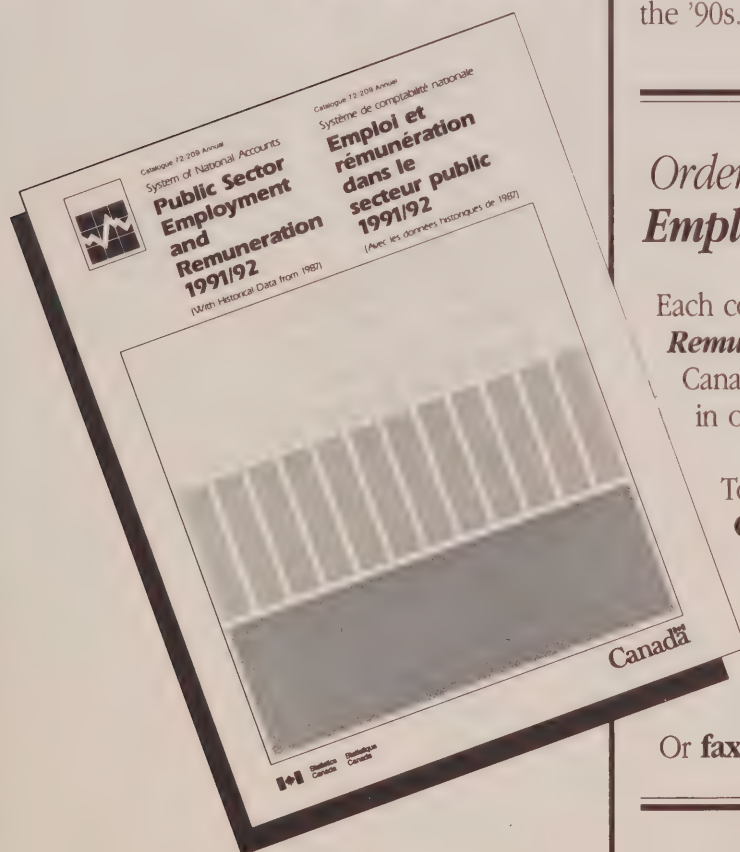 Catalogue 72-209 Annual
System of National Accounts
Public Sector
Employment
and
Remuneration
1991/92
(With Historical Data from 1987)
Catalogue 72-209 Annual
Système de comptabilité nationale
Emploi et
rémunération
dans le
secteur public
1991/92
(Avec les données historiques de 1987)
Canada
Statistics
Canada
Statistique
Canada
the '90s.
Order
Empl
Each co
Remu
Cana
in o
To
Or fax